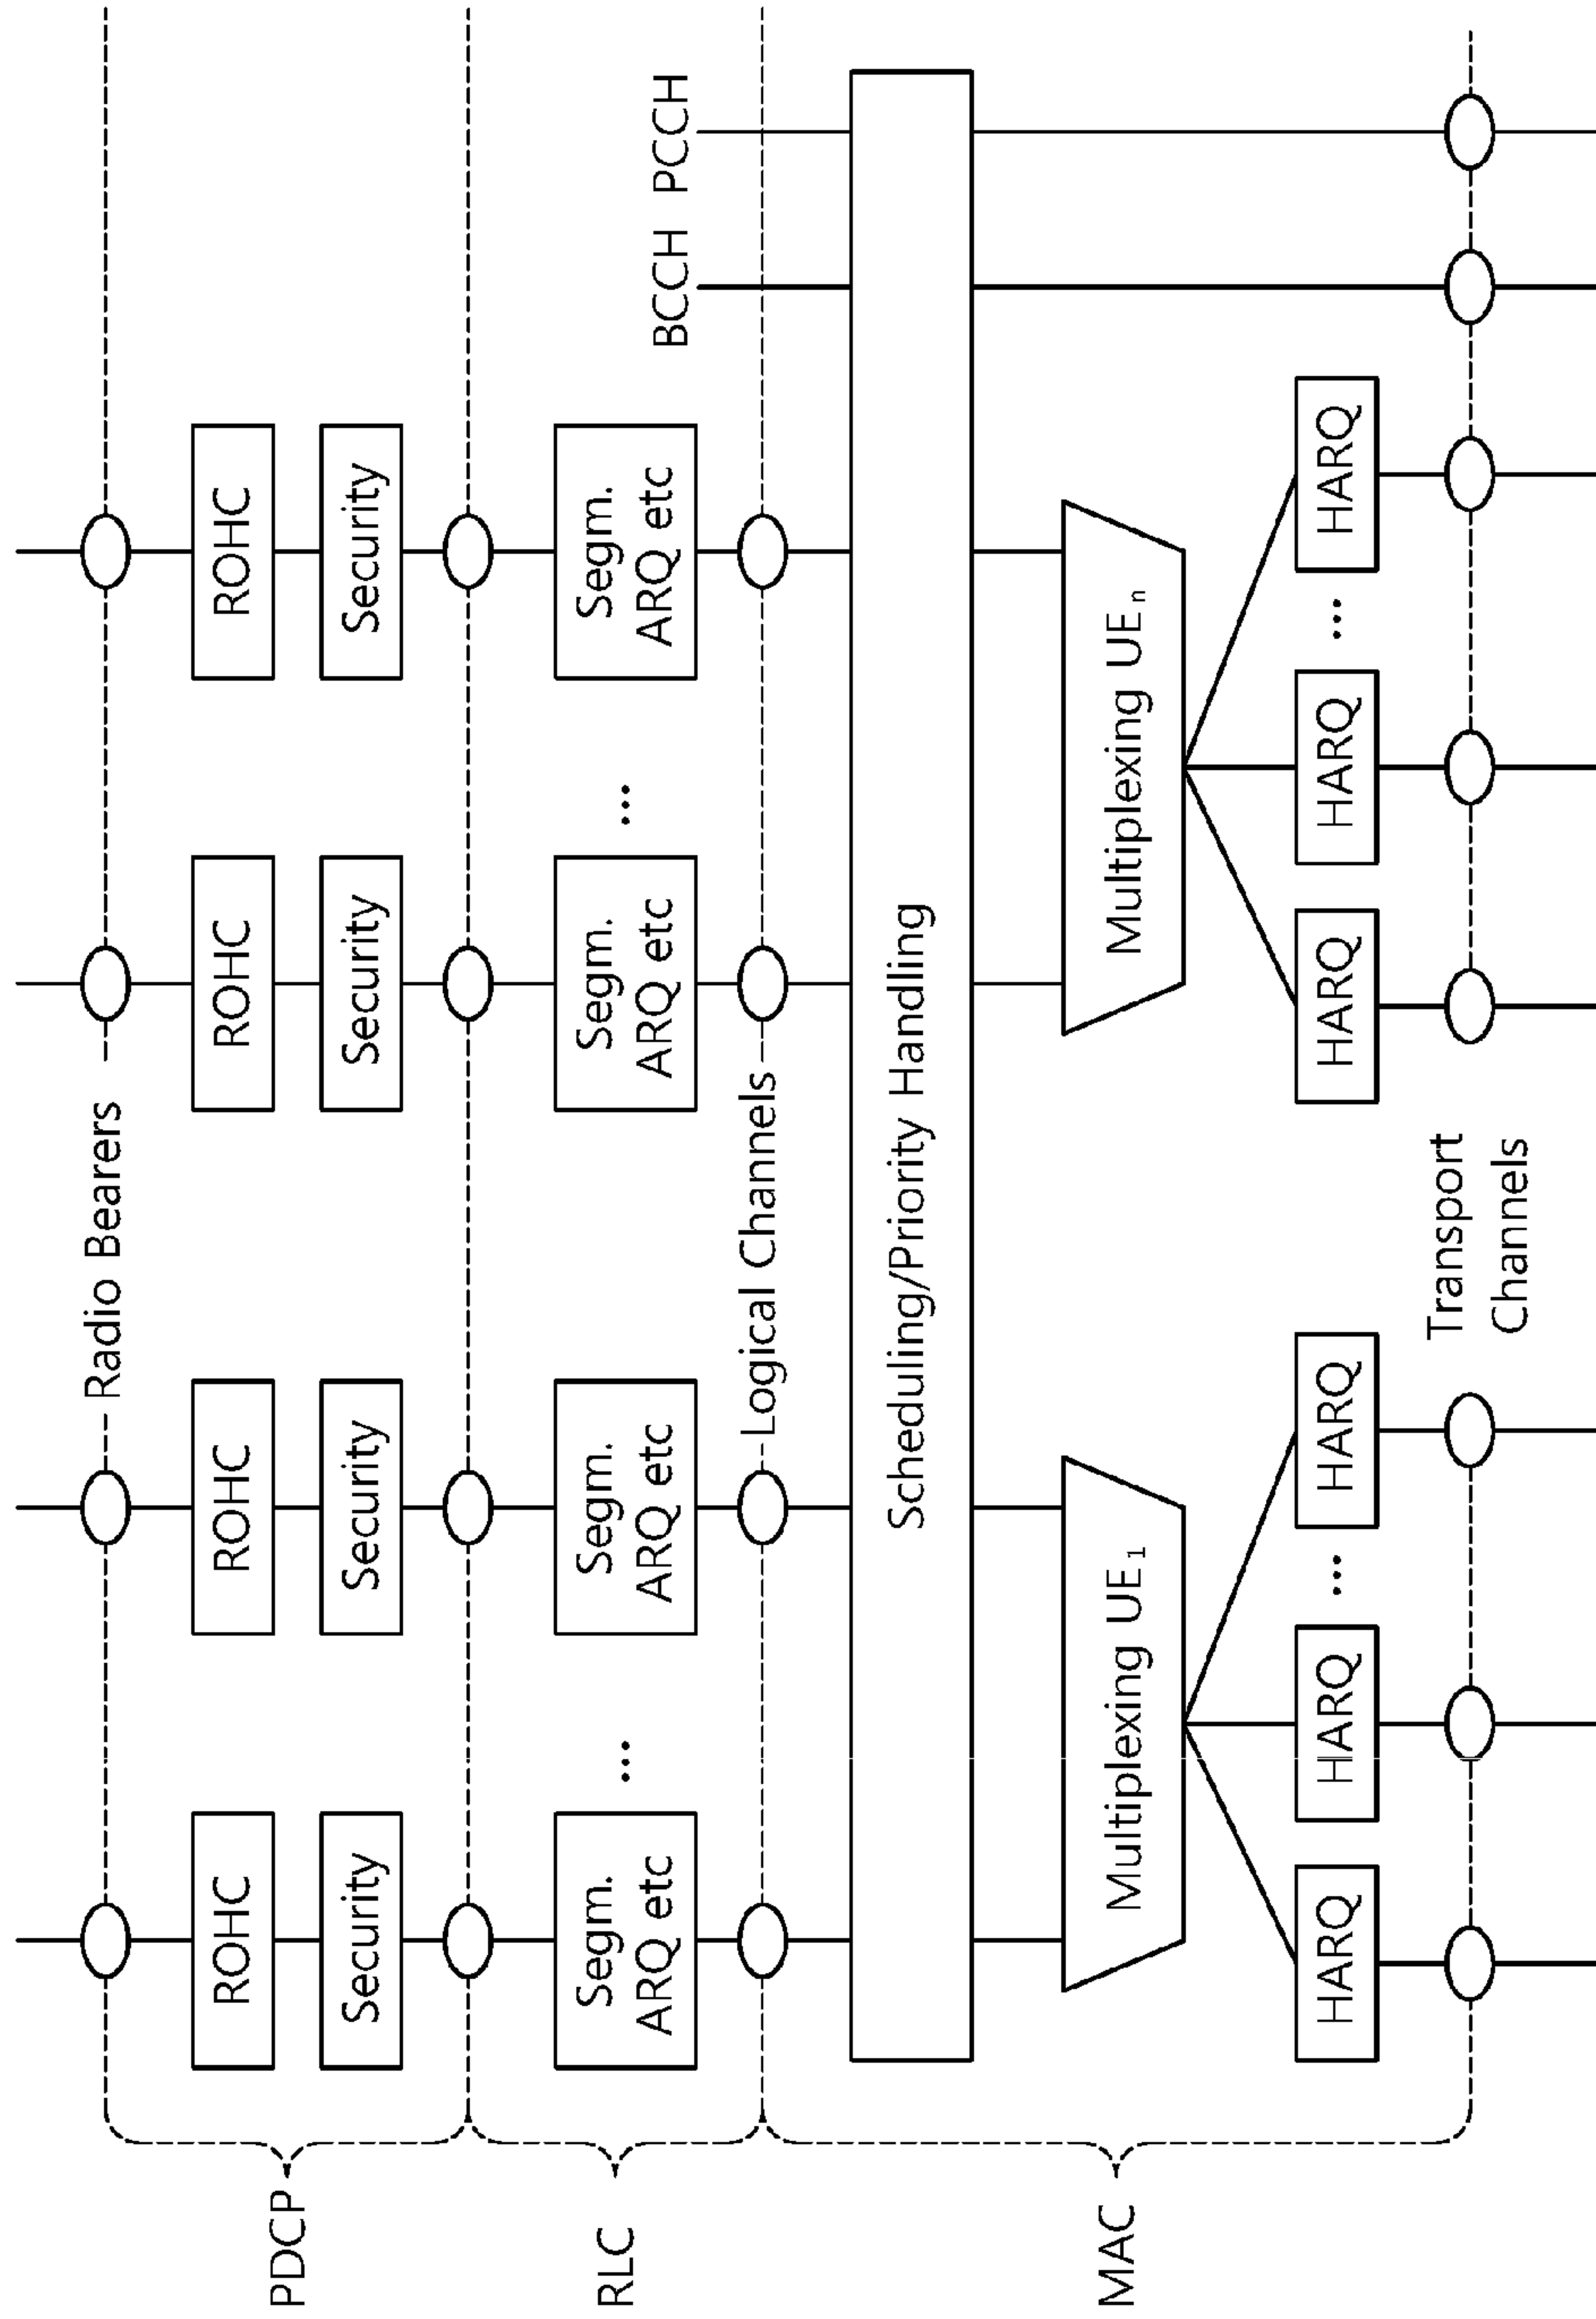 Radio Bearers
ROHC
ROHC
ROHC
ROHC
PDCP
Security
Security
Security
Security
Segm.
ARQ etc
...
Segm.
ARQ etc
Segm.
ARQ etc
...
Segm.
ARQ etc
RLC
BCCH
PCCH
Logical Channels
Scheduling/Priority Handling
Multiplexing UE1
Multiplexing UEn
MAC
HARQ
HARQ
...
HARQ
HARQ
HARQ
...
HARQ
Transport
Channels